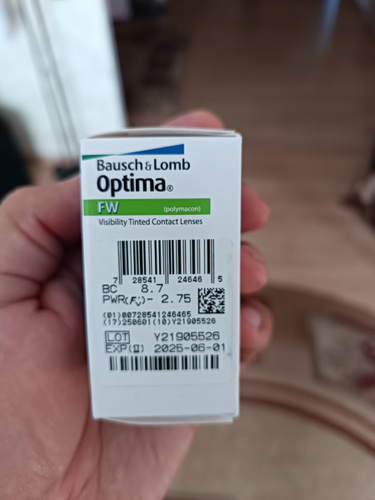 Bausch & Lomb
Optima®
FW (polymacon)
Visibility Tinted Contact Lenses
7 28541 24646 5
BC 8.7
PWR(F'v) - 2.75
(01)00728541246465
(17)250601(10)Y21905526
LOT Y21905526
EXP 2025-06-01